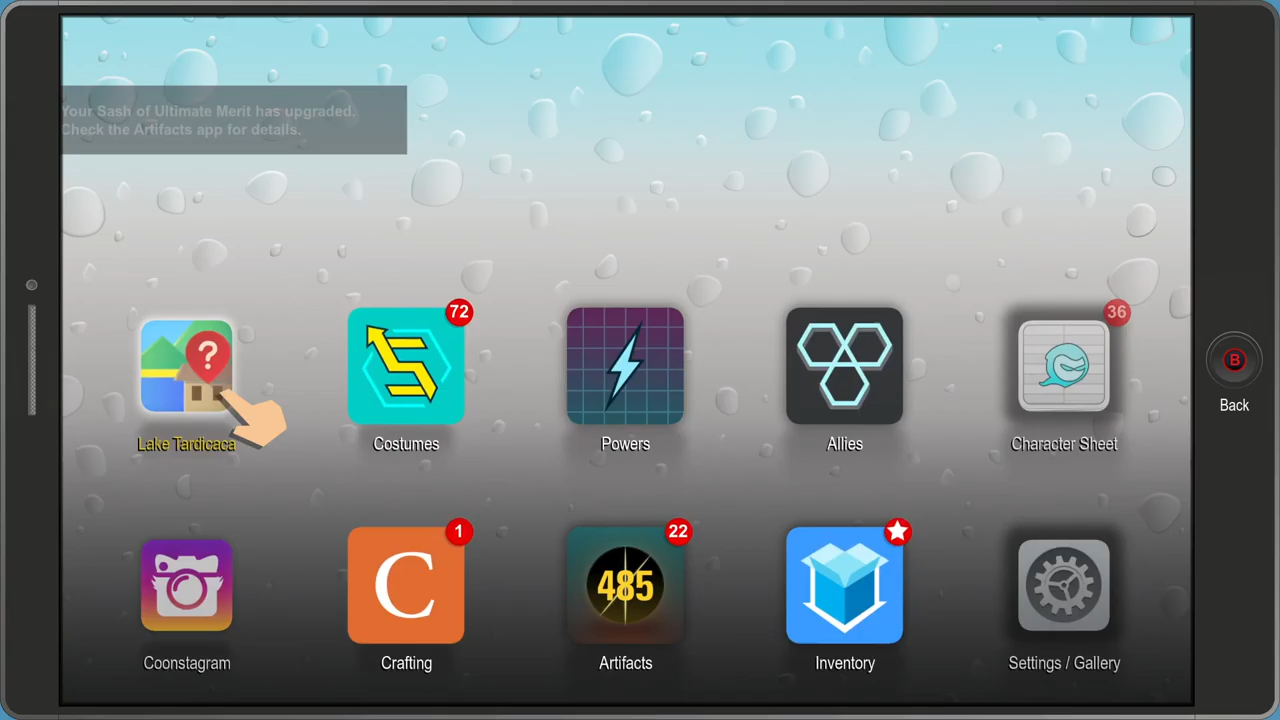 Your Sash of Ultimate Merit has upgraded.
Check the Artifacts app for details.
?
72
36
B
Back
Lake Tardicaca
Costumes
Powers
Allies
Character Sheet
1
22
C
485
Coonstagram
Crafting
Artifacts
Inventory
Settings / Gallery